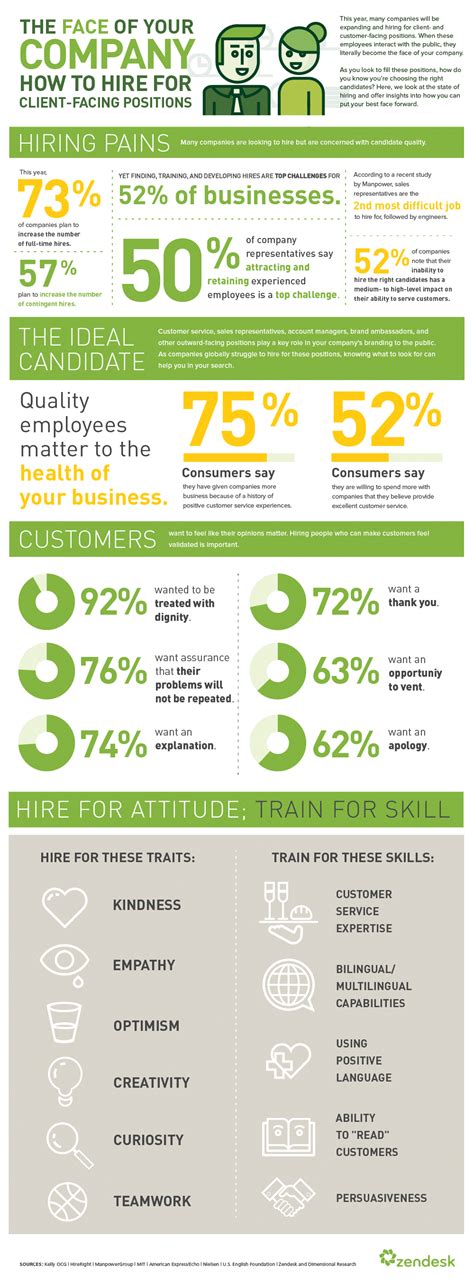 THE FACE OF YOUR
COMPANY
HOW TO HIRE FOR
CLIENT-FACING POSITIONS
This year, many companies will be
expanding and hiring for client- and
customer-facing positions. When these
employees interact with the public, they
literally become the face of your company.
As you look to fill these positions, how do
you know you're choosing the right
candidates? Here, we look at the state of
hiring and offer insights into how you can
put your best face forward.
HIRING PAINS
Many companies are looking to hire but are concerned with candidate quality.
This year,
73%
of companies plan to
increase the number
of full-time hires.
57%
plan to increase the number
of contingent hires.
YET FINDING, TRAINING, AND DEVELOPING HIRES ARE TOP CHALLENGES FOR
52% of businesses.
50%
of company
representatives say
attracting and
retaining experienced
employees is a top challenge.
According to a recent study
by Manpower, sales
representatives are the
2nd most difficult job
to hire for, followed by engineers.
52%
of companies
note that their
inability to
hire the right candidates has a
medium- to high-level impact on
their ability to serve customers.
THE IDEAL
CANDIDATE
Customer service, sales representatives, account managers, brand ambassadors, and
other outward-facing positions play a key role in your company's branding to the public.
As companies globally struggle to hire for these positions, knowing what to look for can
help you in your search.
Quality
employees
matter to the
health of
your business.
75%
Consumers say
they have given companies more
business because of a history of
positive customer service experiences.
52%
Consumers say
they are willing to spend more with
companies that they believe provide
excellent customer service.
CUSTOMERS
want to feel like their opinions matter. Hiring people who can make customers feel
validated is important.
92%
wanted to be
treated with
dignity.
72%
want a
thank you.
76%
want assurance
that their
problems will
not be repeated.
63%
want an
opportuniy
to vent.
74%
want an
explanation.
62%
want an
apology.
HIRE FOR ATTITUDE; TRAIN FOR SKILL
HIRE FOR THESE TRAITS:
KINDNESS
EMPATHY
OPTIMISM
CREATIVITY
CURIOSITY
TEAMWORK
TRAIN FOR THESE SKILLS:
CUSTOMER
SERVICE
EXPERTISE
BILINGUAL/
MULTILINGUAL
CAPABILITIES
USING
POSITIVE
LANGUAGE
ABILITY
TO "READ"
CUSTOMERS
PERSUASIVENESS
SOURCES: Kelly OCG | HireRight | ManpowerGroup | MIT | American Express/Echo | Nielsen | U.S. English Foundation | Zendesk and Dimensional Research
zendesk